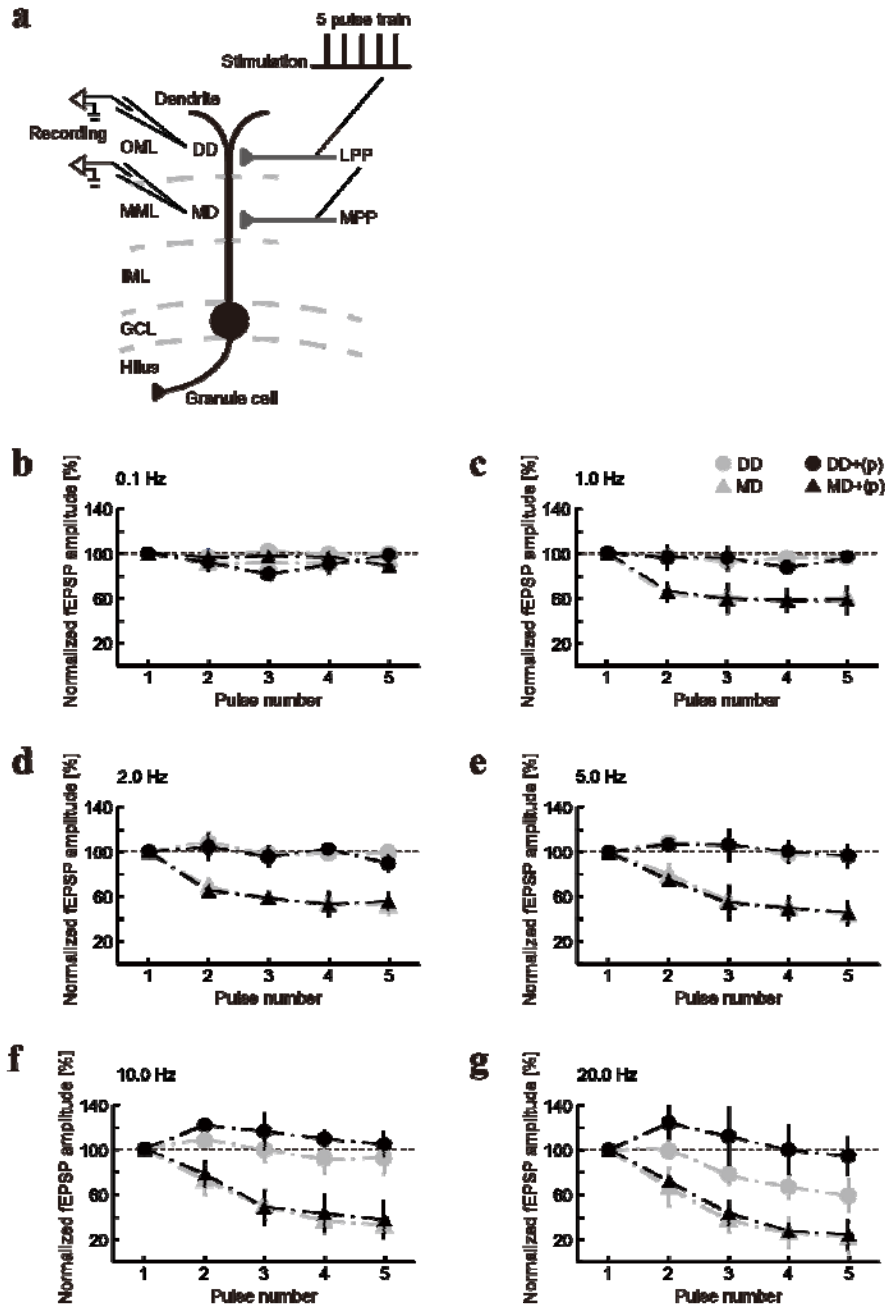 a
5 pulse train
Stimulation
Dendrite
Recording
OML
DD
LPP
MML
MD
MPP
IML
GCL
Hilus
Granule cell
b
0.1 Hz
Normalized fEPSP amplitude [%]
140
100
60
20
1 2 3 4 5
Pulse number
c
1.0 Hz
DD
DD+(p)
MD
MD+(p)
Normalized fEPSP amplitude [%]
140
100
60
20
1 2 3 4 5
Pulse number
d
2.0 Hz
Normalized fEPSP amplitude [%]
140
100
60
20
1 2 3 4 5
Pulse number
e
5.0 Hz
Normalized fEPSP amplitude [%]
140
100
60
20
1 2 3 4 5
Pulse number
f
10.0 Hz
Normalized fEPSP amplitude [%]
140
100
60
20
1 2 3 4 5
Pulse number
g
20.0 Hz
Normalized fEPSP amplitude [%]
140
100
60
20
1 2 3 4 5
Pulse number